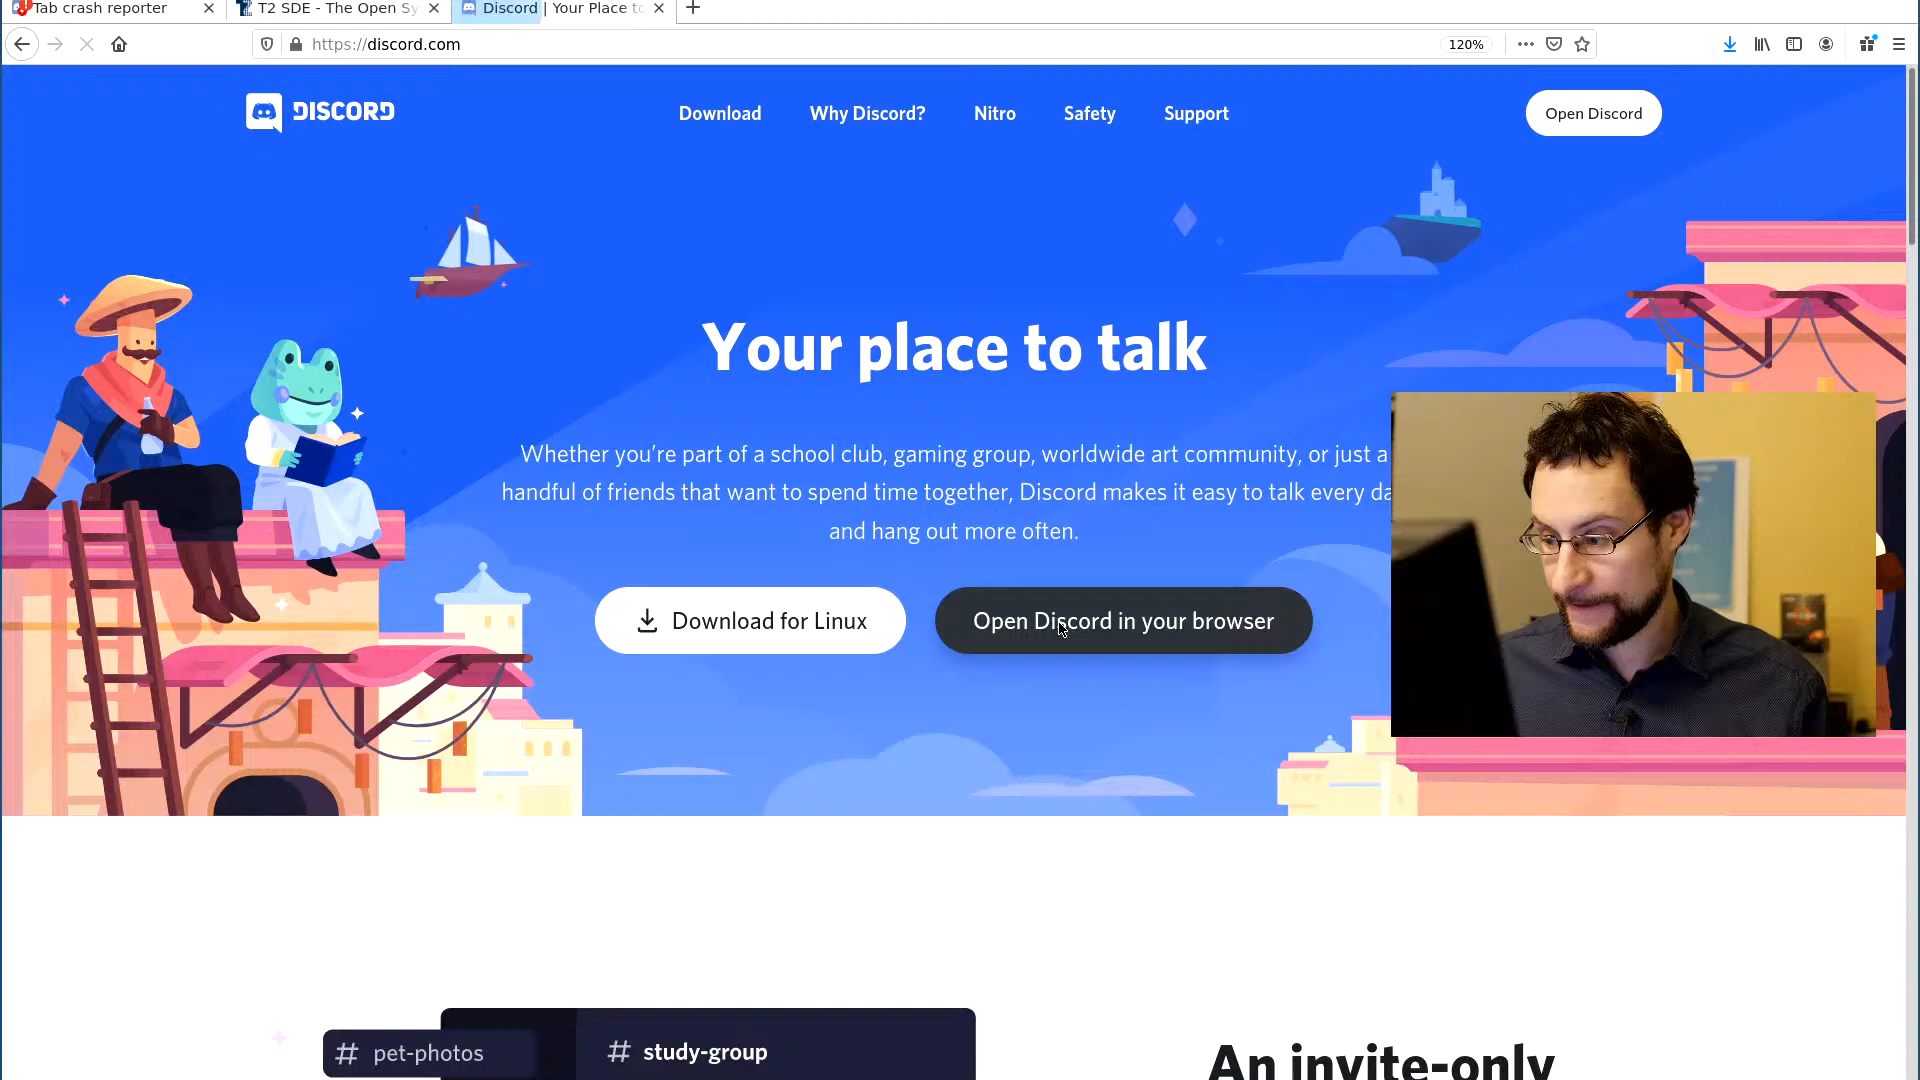 Tab crash reporter
T2 SDE - The Open Sy
Discord | Your Place to
https://discord.com
120%
DISCORD
Download
Why Discord?
Nitro
Safety
Support
Open Discord
Your place to talk
Whether you’re part of a school club, gaming group, worldwide art community, or just a
handful of friends that want to spend time together, Discord makes it easy to talk every da
and hang out more often.
Download for Linux
Open Discord in your browser
# pet-photos
# study-group
An invite-only